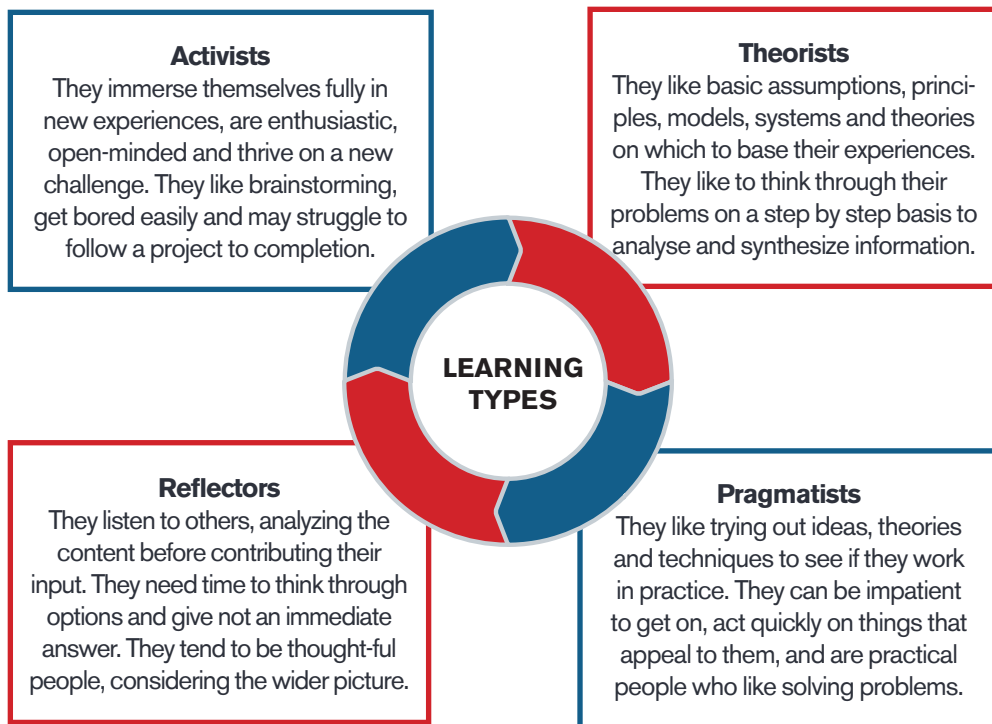 Activists
They immerse themselves fully in
new experiences, are enthusiastic,
open-minded and thrive on a new
challenge. They like brainstorming,
get bored easily and may struggle to
follow a project to completion.
Theorists
They like basic assumptions, princi-
ples, models, systems and theories
on which to base their experiences.
They like to think through their
problems on a step by step basis to
analyse and synthesize information.
LEARNING
TYPES
Reflectors
They listen to others, analyzing the
content before contributing their
input. They need time to think through
options and give not an immediate
answer. They tend to be thought-ful
people, considering the wider picture.
Pragmatists
They like trying out ideas, theories
and techniques to see if they work
in practice. They can be impatient
to get on, act quickly on things that
appeal to them, and are practical
people who like solving problems.